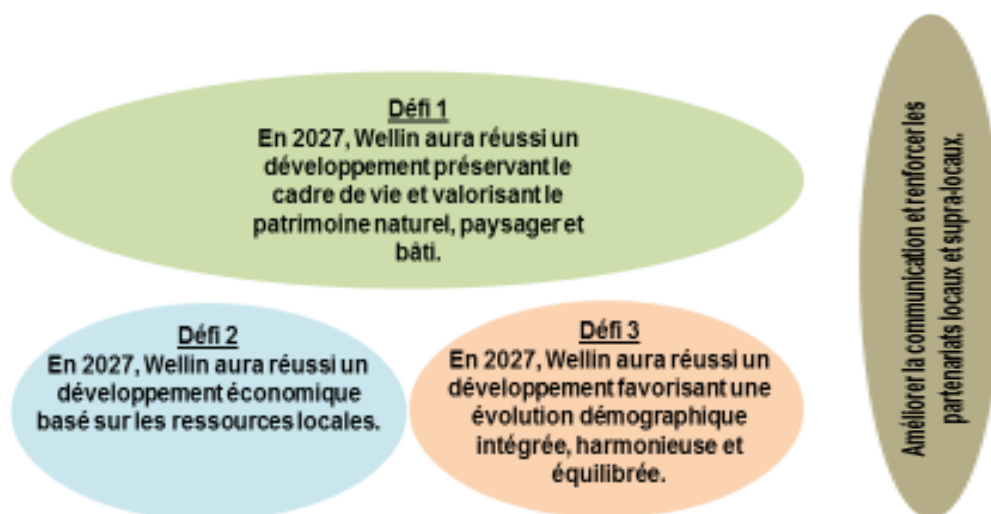 Défi 1
En 2027, Wellin aura réussi un
développement préservant le
cadre de vie et valorisant le
patrimoine naturel, paysager et
bâti.
Défi 2
En 2027, Wellin aura réussi un
développement économique
basé sur les ressources locales.
Défi 3
En 2027, Wellin aura réussi un
développement favorisant une
évolution démographique
intégrée, harmonieuse et
équilibrée.
Améliorer la communication et renforcer les
partenariats locaux et supra-locaux.